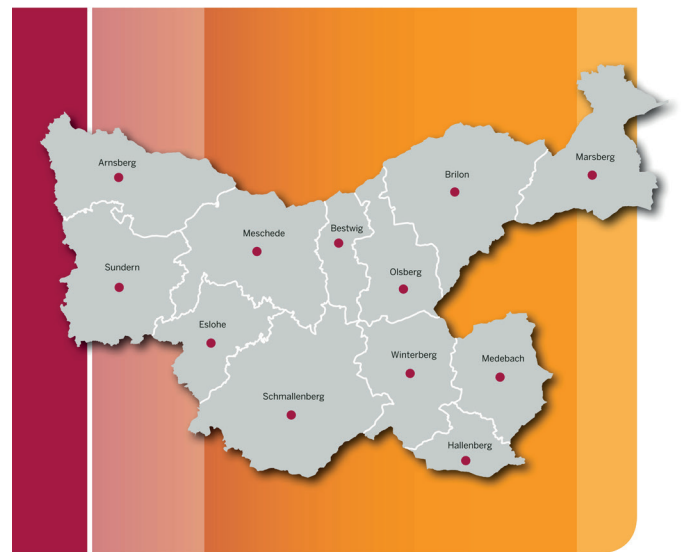 Arnsberg
Marsberg
Brilon
Bestwig
Meschede
Sundern
Olsberg
Eslohe
Winterberg
Medebach
Schmallenberg
Hallenberg